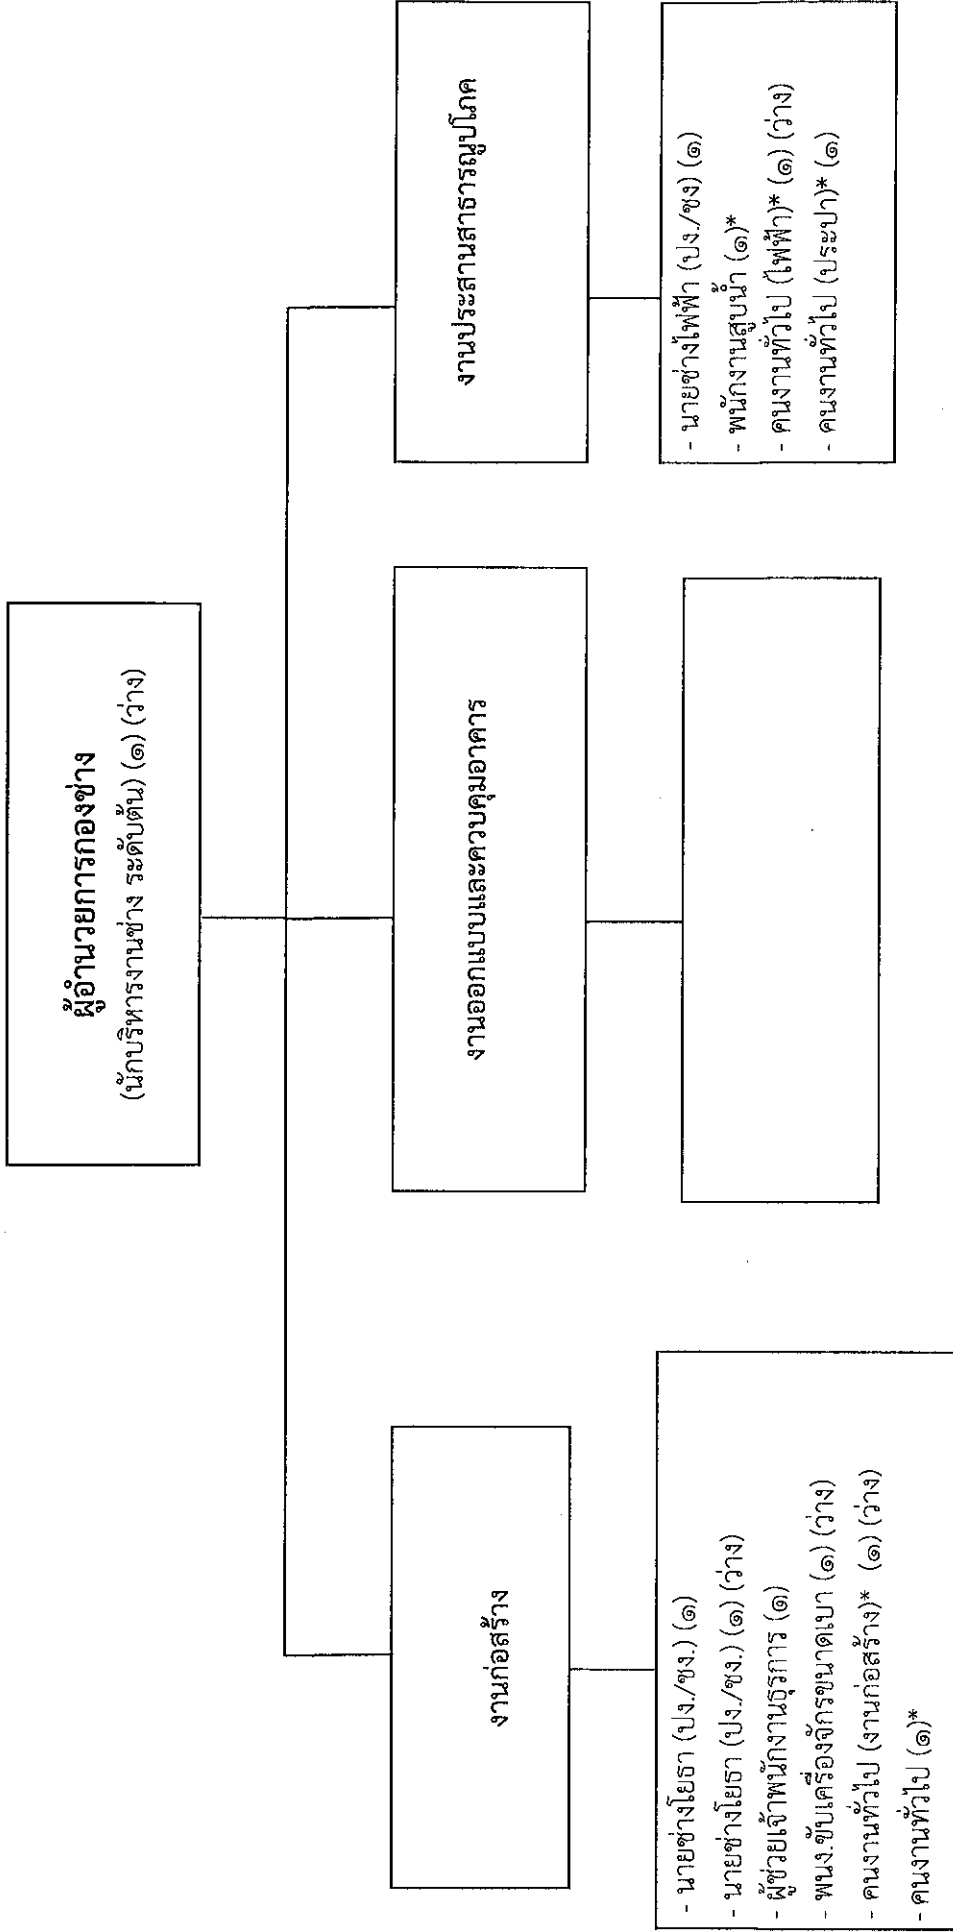 ผู้อำนวยการกองช่าง
(นักบริหารงานช่าง ระดับต้น) (๑) (ว่าง)
งานก่อสร้าง
งานออกแบบและควบคุมอาคาร
งานประสานสาธารณูปโภค
- นายช่างโยธา (ปง./ชง.) (๑)
- นายช่างโยธา (ปง./ชง.) (๑) (ว่าง)
- ผู้ช่วยเจ้าพนักงานธุรการ (๑)
- พนง.ขับเครื่องจักรขนาดเบา (๑) (ว่าง)
- คนงานทั่วไป (งานก่อสร้าง)* (๑) (ว่าง)
- คนงานทั่วไป (๑)*
- นายช่างไฟฟ้า (ปง./ชง) (๑)
- พนักงานสูบน้ำ (๑)*
- คนงานทั่วไป (ไฟฟ้า)* (๑) (ว่าง)
- คนงานทั่วไป (ประปา)* (๑)